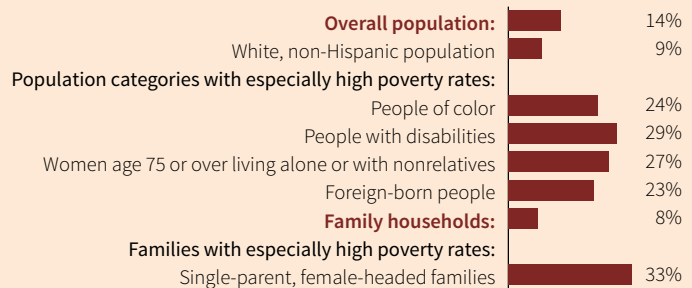 Overall population: 14%
White, non-Hispanic population 9%
Population categories with especially high poverty rates:
People of color 24%
People with disabilities 29%
Women age 75 or over living alone or with nonrelatives 27%
Foreign-born people 23%
Family households: 8%
Families with especially high poverty rates:
Single-parent, female-headed families 33%